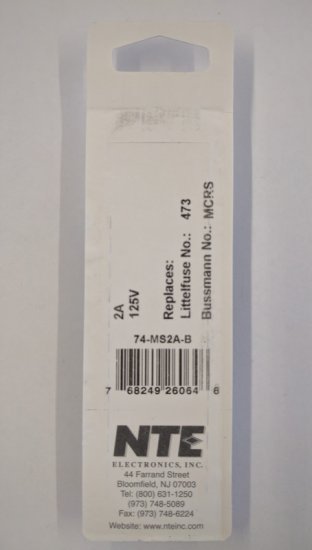 2A
125V
Replaces:
Littelfuse No.: 473
Bussmann No.: MCRS
74-MS2A-B
7 68249 26064 6
NTE
ELECTRONICS, INC.
44 Farrand Street
Bloomfield, NJ 07003
Tel: (800) 631-1250
(973) 748-5089
Fax: (973) 748-6224
Website: www.nteinc.com